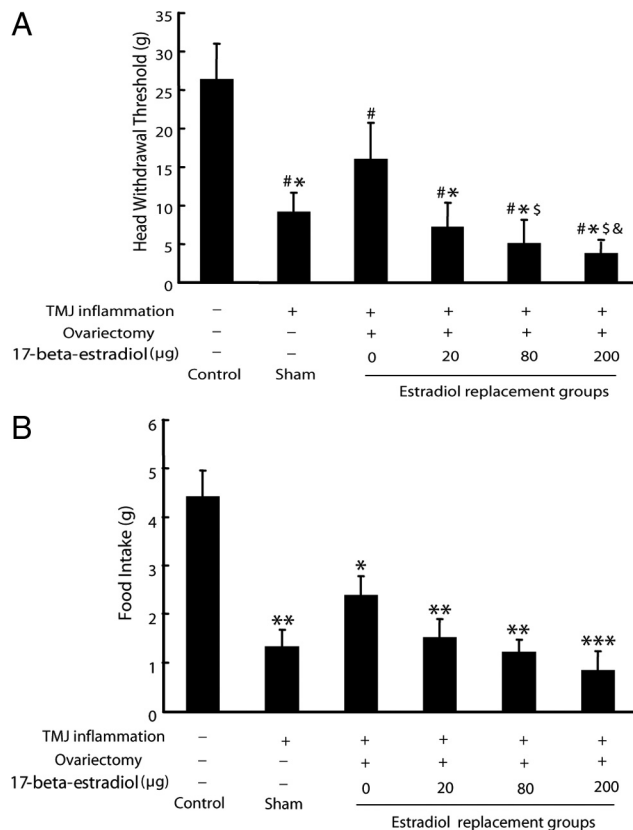 A
Head Withdrawal Threshold (g)
35
30
25
20
15
10
5
0
#*
#
#*
#*$
#*$&
TMJ inflammation − + + + + +
Ovariectomy − − + + + +
17-beta-estradiol(μg) − − 0 20 80 200
Control Sham
Estradiol replacement groups
B
Food Intake (g)
6
5
4
3
2
1
0
**
*
**
**
***
TMJ inflammation − + + + + +
Ovariectomy − − + + + +
17-beta-estradiol(μg) − − 0 20 80 200
Control Sham
Estradiol replacement groups